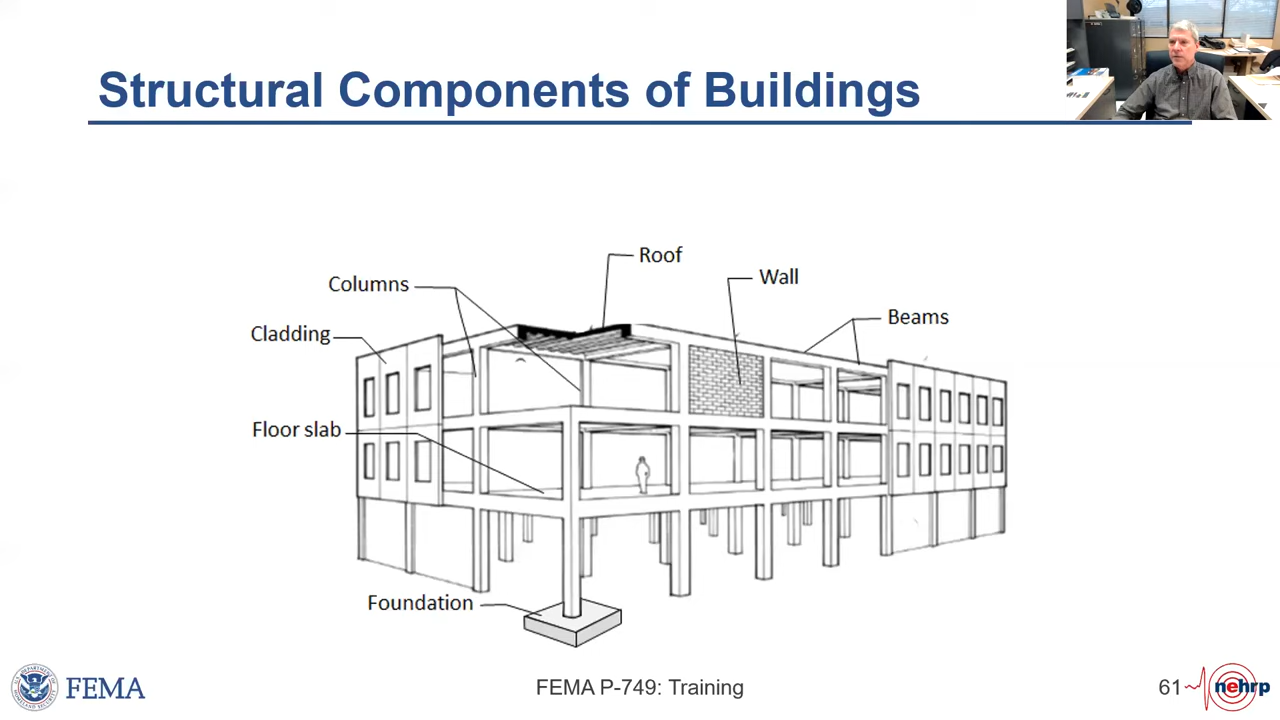 Structural Components of Buildings
Roof
Wall
Columns
Beams
Cladding
Floor slab
Foundation
FEMA
FEMA P-749: Training
61
nehrp